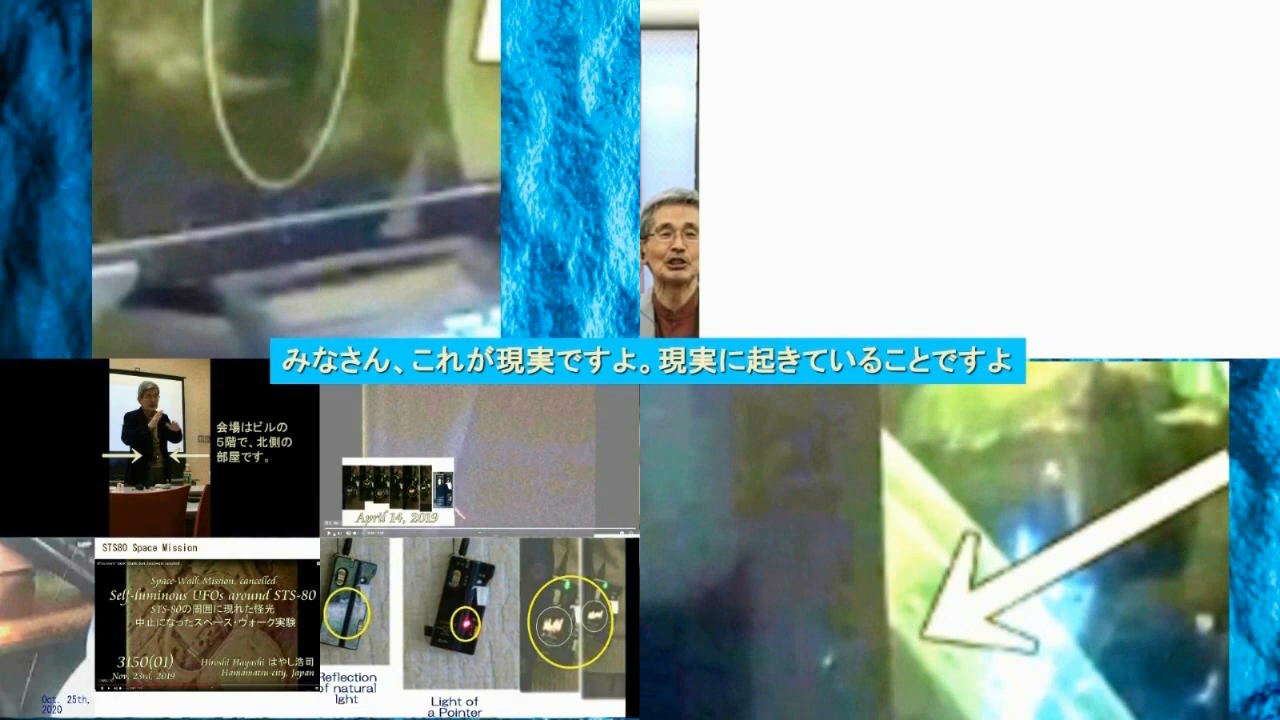 みなさん、これが現実ですよ。現実に起きていることですよ
会場はビルの
5階で、北側の
部屋です。
April 14, 2019
STS80 Space Mission
Space-Walk Mission, cancelled
Self-luminous UFOs around STS-80
STS-80の周囲に現れた怪光
中止になったスペース・ウォーク実験
3150(01)
Nov. 23rd, 2019
Hiroshi Hayashi はやし浩司
Hamamatsu-city, Japan
Oct. 25th,
2020
Reflection
of natural
light
Light of
a Pointer